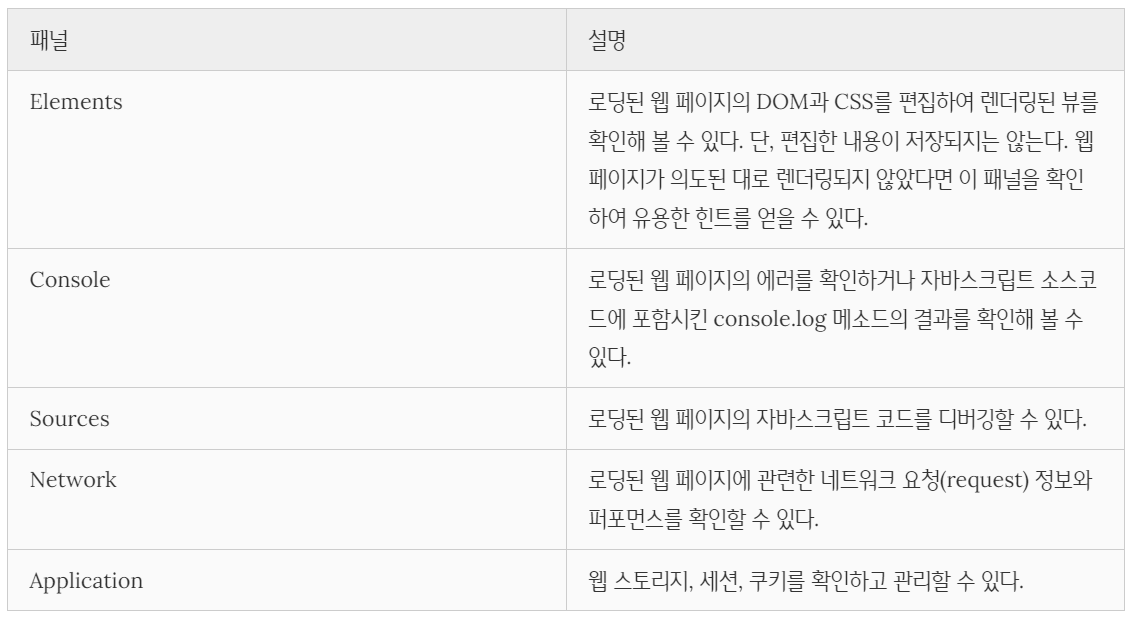 패널
설명
Elements
로딩된 웹 페이지의 DOM과 CSS를 편집하여 렌더링된 뷰를
확인해 볼 수 있다. 단, 편집한 내용이 저장되지는 않는다. 웹
페이지가 의도된 대로 렌더링되지 않았다면 이 패널을 확인
하여 유용한 힌트를 얻을 수 있다.
Console
로딩된 웹 페이지의 에러를 확인하거나 자바스크립트 소스코
드에 포함시킨 console.log 메소드의 결과를 확인해 볼 수
있다.
Sources
로딩된 웹 페이지의 자바스크립트 코드를 디버깅할 수 있다.
Network
로딩된 웹 페이지에 관련한 네트워크 요청(request) 정보와
퍼포먼스를 확인할 수 있다.
Application
웹 스토리지, 세션, 쿠키를 확인하고 관리할 수 있다.